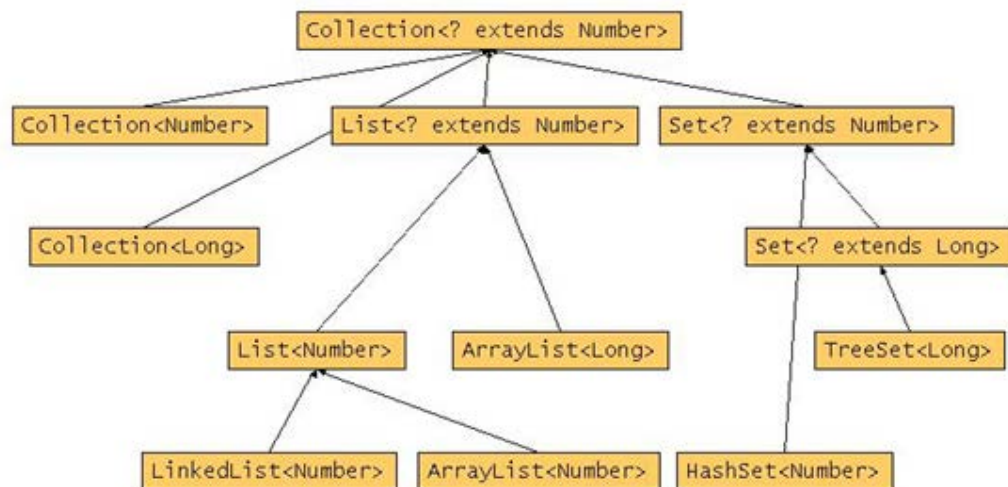 Collection<? extends Number>
Collection<Number>
List<? extends Number>
Set<? extends Number>
Collection<Long>
Set<? extends Long>
List<Number>
ArrayList<Long>
TreeSet<Long>
LinkedList<Number>
ArrayList<Number>
HashSet<Number>